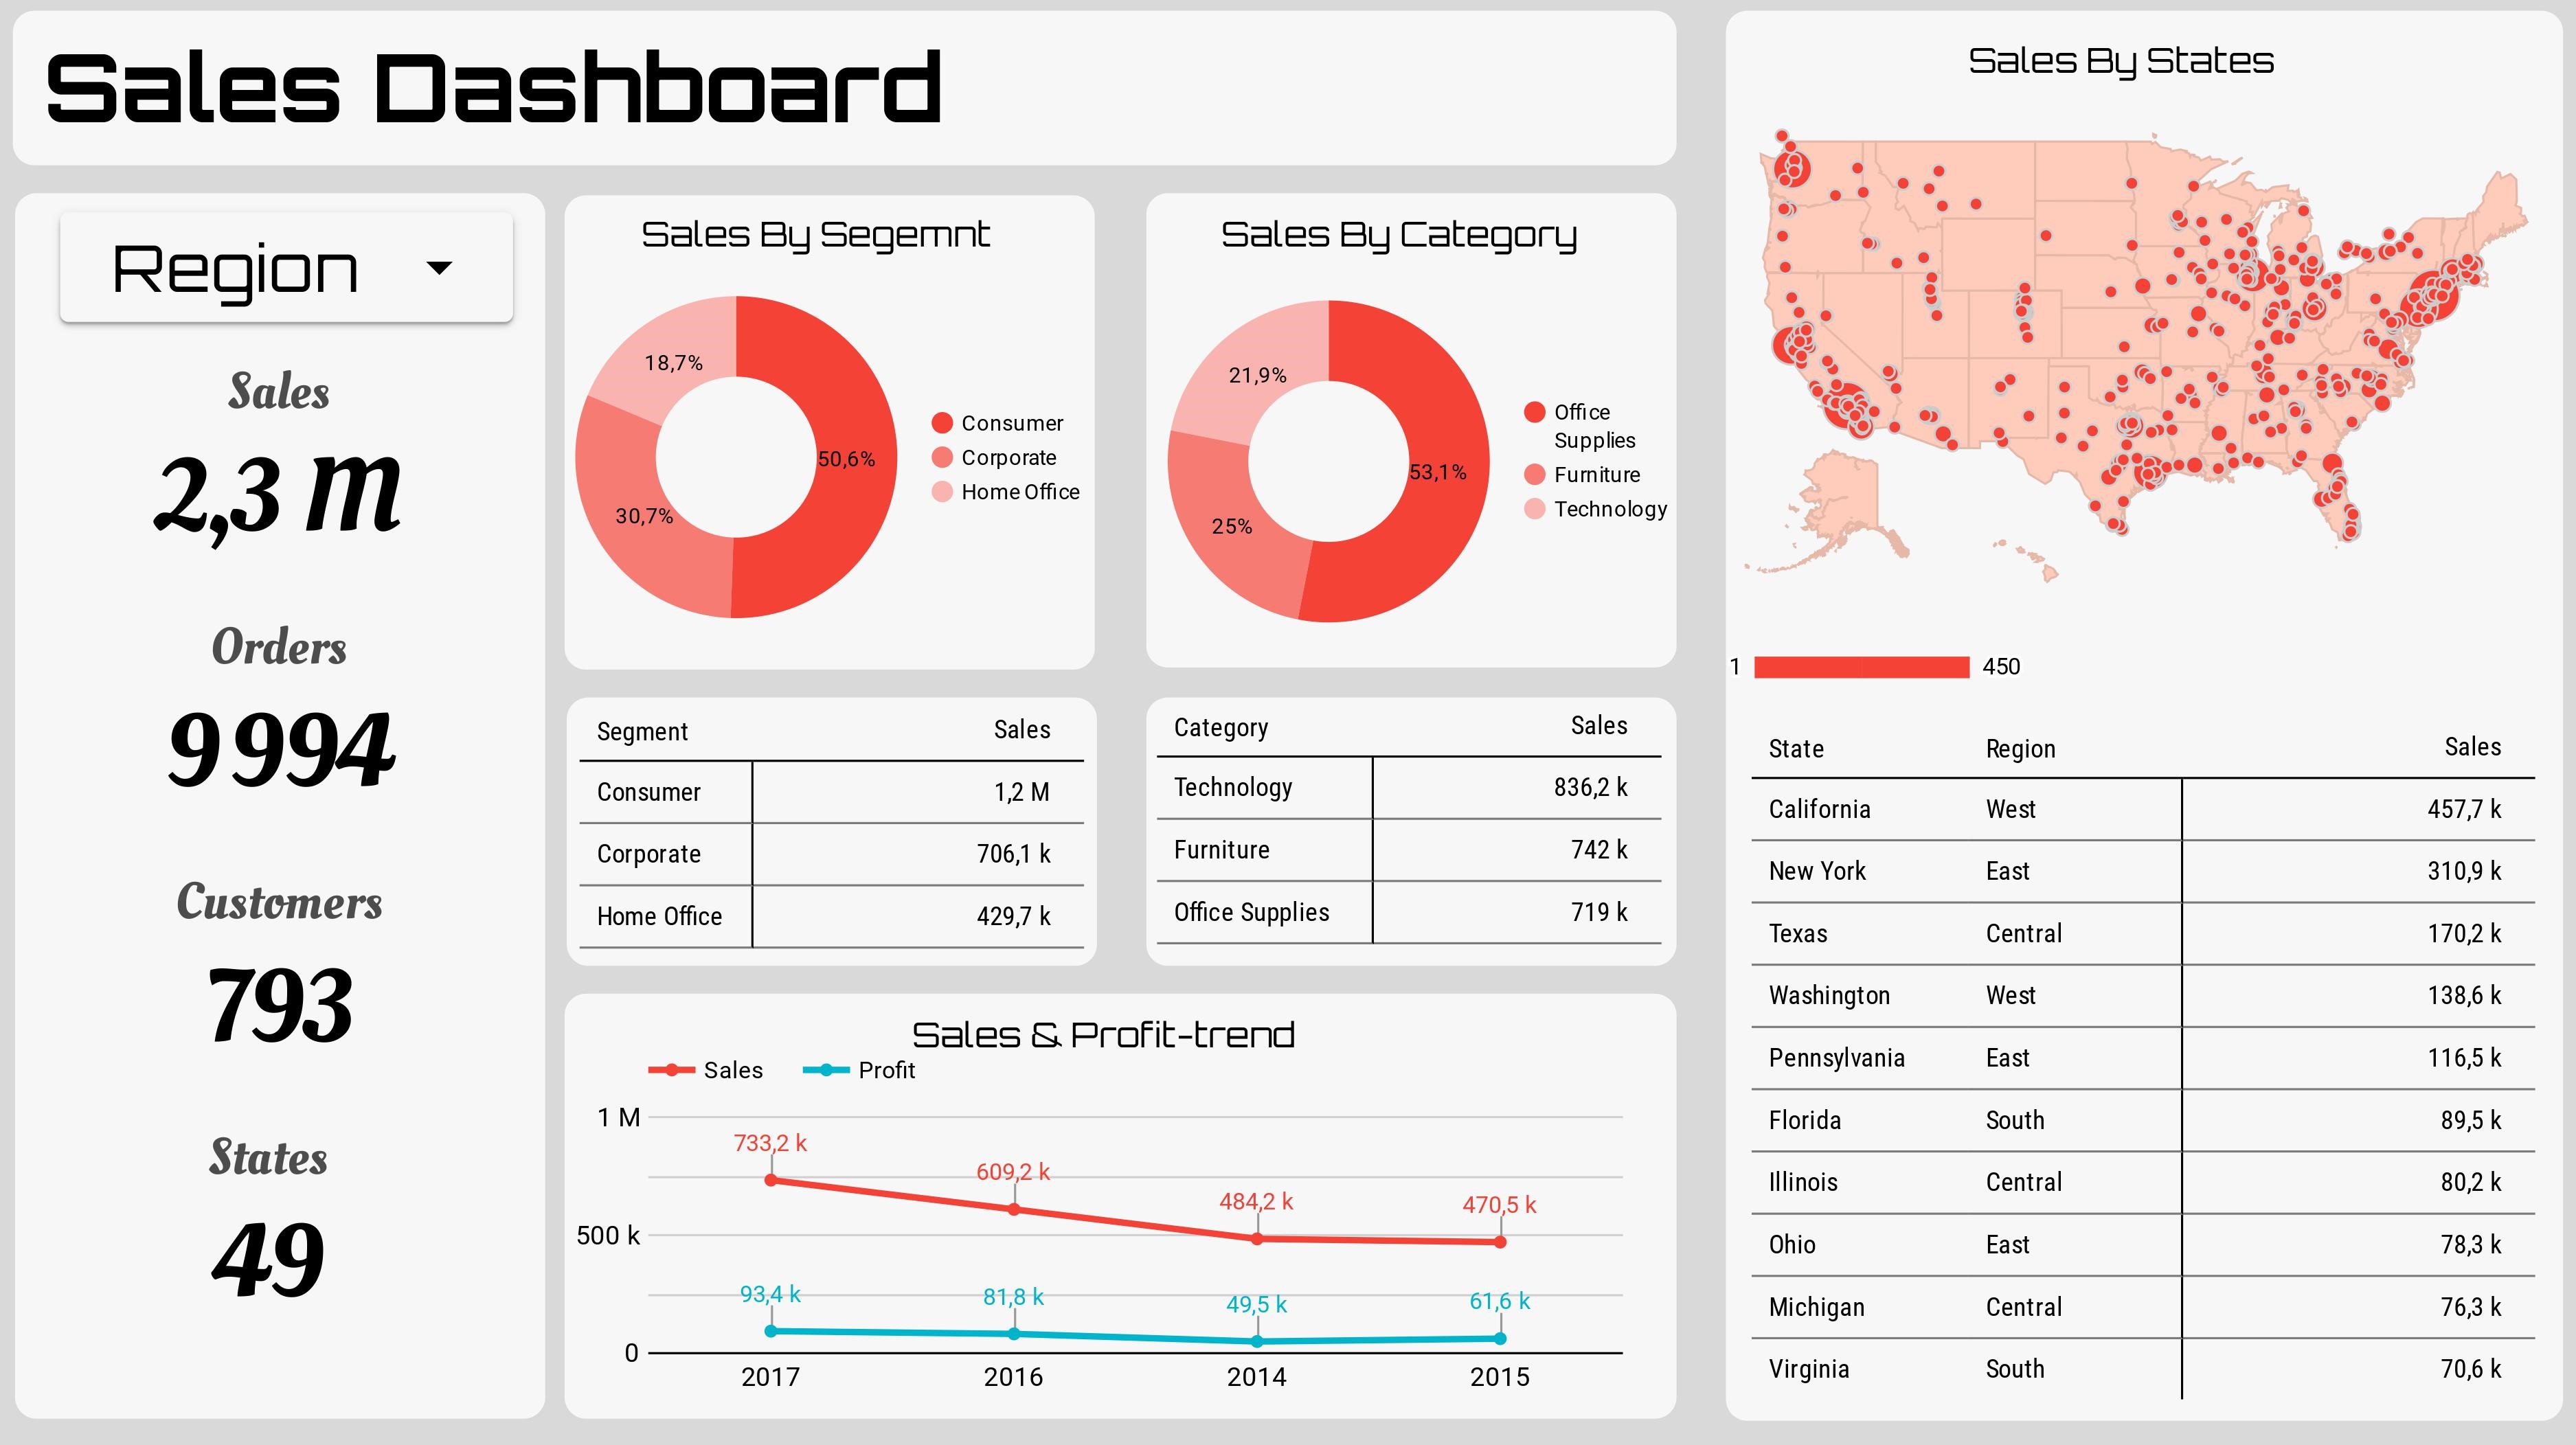 Sales Dashboard
Region
Sales
2,3 M
Orders
9 994
Customers
793
States
49
Sales By Segemnt
18,7%
50,6%
30,7%
Consumer
Corporate
Home Office
Sales By Category
21,9%
53,1%
25%
Office
Supplies
Furniture
Technology
Segment Sales
Consumer 1,2 M
Corporate 706,1 k
Home Office 429,7 k
Category Sales
Technology 836,2 k
Furniture 742 k
Office Supplies 719 k
Sales & Profit-trend
Sales Profit
1 M
733,2 k
609,2 k
484,2 k
470,5 k
500 k
93,4 k
81,8 k
49,5 k
61,6 k
0
2017 2016 2014 2015
Sales By States
1 450
State Region Sales
California West 457,7 k
New York East 310,9 k
Texas Central 170,2 k
Washington West 138,6 k
Pennsylvania East 116,5 k
Florida South 89,5 k
Illinois Central 80,2 k
Ohio East 78,3 k
Michigan Central 76,3 k
Virginia South 70,6 k